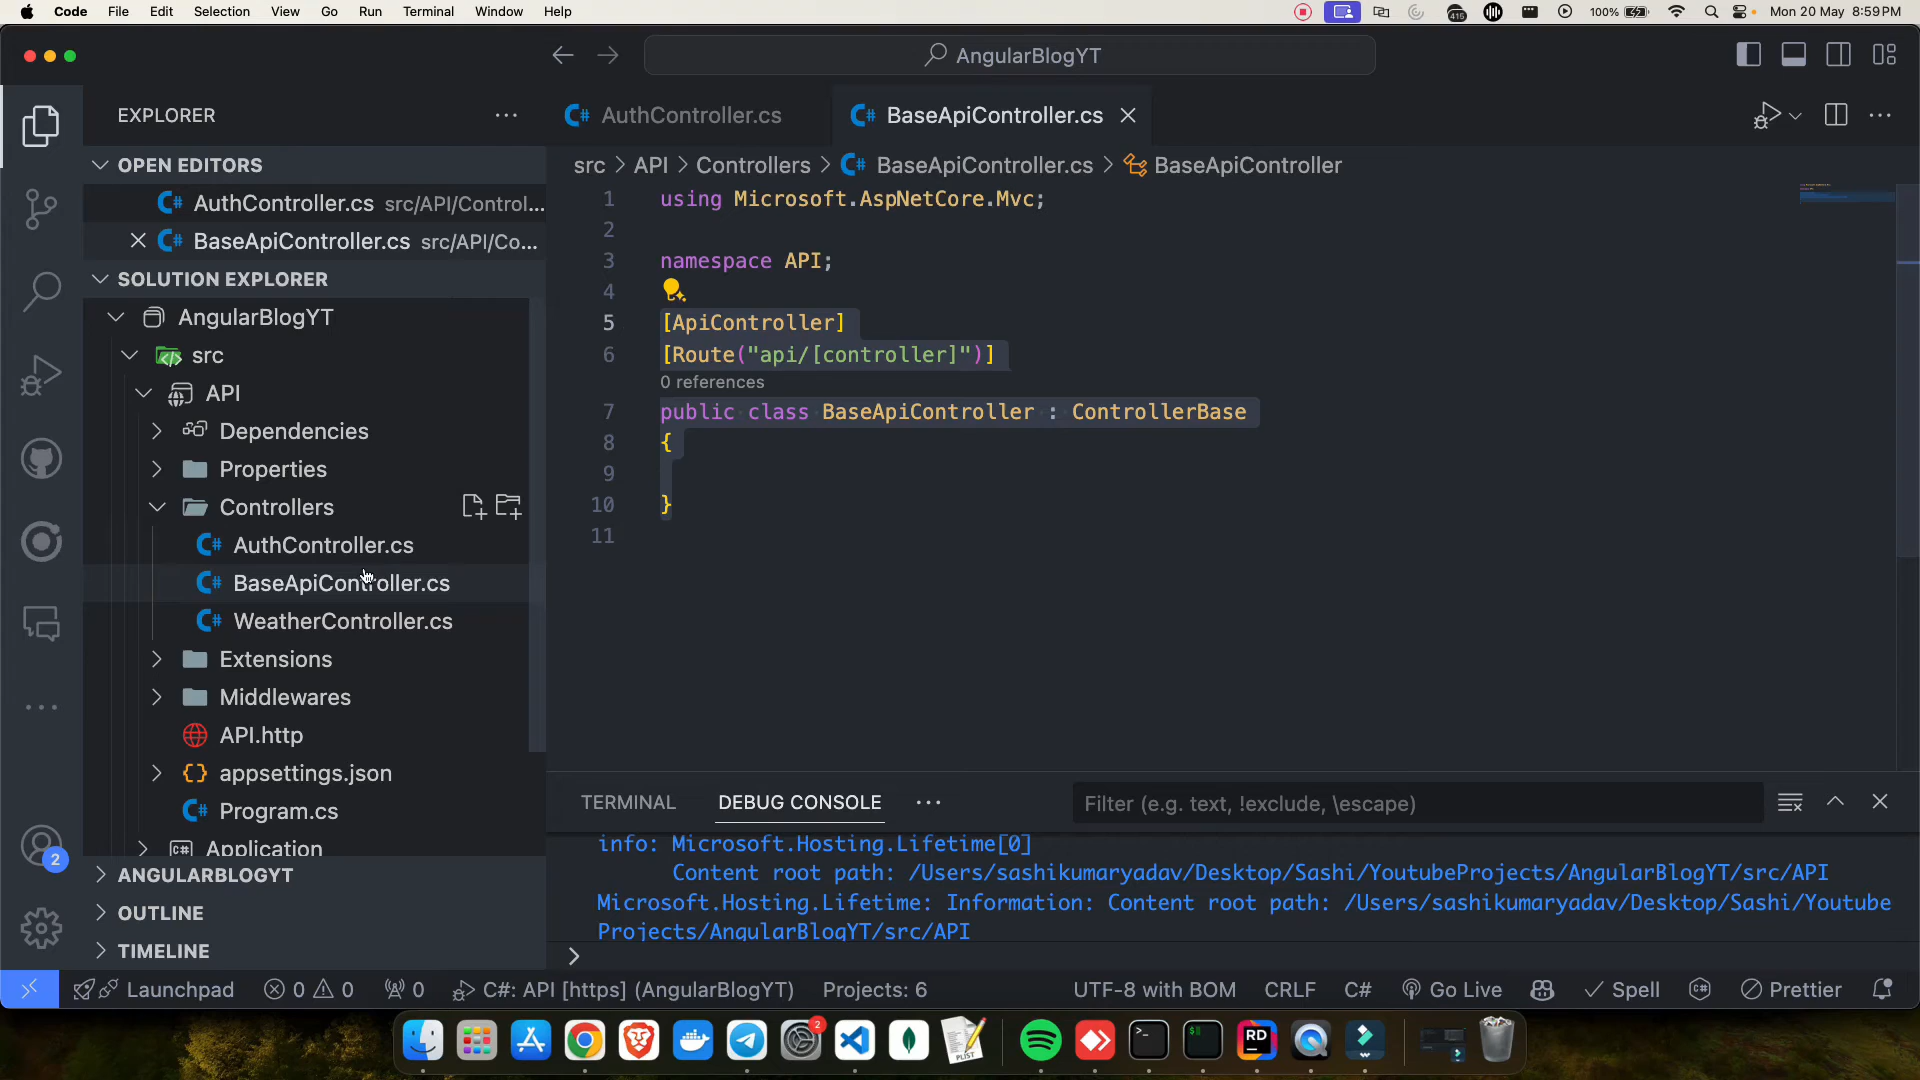 Code File Edit Selection View Go Run Terminal Window Help 415 100% Mon 20 May 8:59 PM
AngularBlogYT
EXPLORER
OPEN EDITORS
AuthController.cs src/API/Control...
BaseApiController.cs src/API/Co...
SOLUTION EXPLORER
AngularBlogYT
src
API
Dependencies
Properties
Controllers
AuthController.cs
BaseApiController.cs
WeatherController.cs
Extensions
Middlewares
API.http
appsettings.json
Program.cs
Application
ANGULARBLOGYT
OUTLINE
TIMELINE
2
AuthController.cs BaseApiController.cs
src > API > Controllers > BaseApiController.cs > BaseApiController
1 using Microsoft.AspNetCore.Mvc;
2
3 namespace API;
4
5 [ApiController]
6 [Route("api/[controller]")]
0 references
7 public class BaseApiController : ControllerBase
8 {
9
10 }
11
TERMINAL DEBUG CONSOLE Filter (e.g. text, !exclude, \escape)
info: Microsoft.Hosting.Lifetime[0]
Content root path: /Users/sashikumaryadav/Desktop/Sashi/YoutubeProjects/AngularBlogYT/src/API
Microsoft.Hosting.Lifetime: Information: Content root path: /Users/sashikumaryadav/Desktop/Sashi/Youtube
Projects/AngularBlogYT/src/API
>
Launchpad 0 0 0 C#: API [https] (AngularBlogYT) Projects: 6 UTF-8 with BOM CRLF C# Go Live Spell Prettier
2 PLIST RD